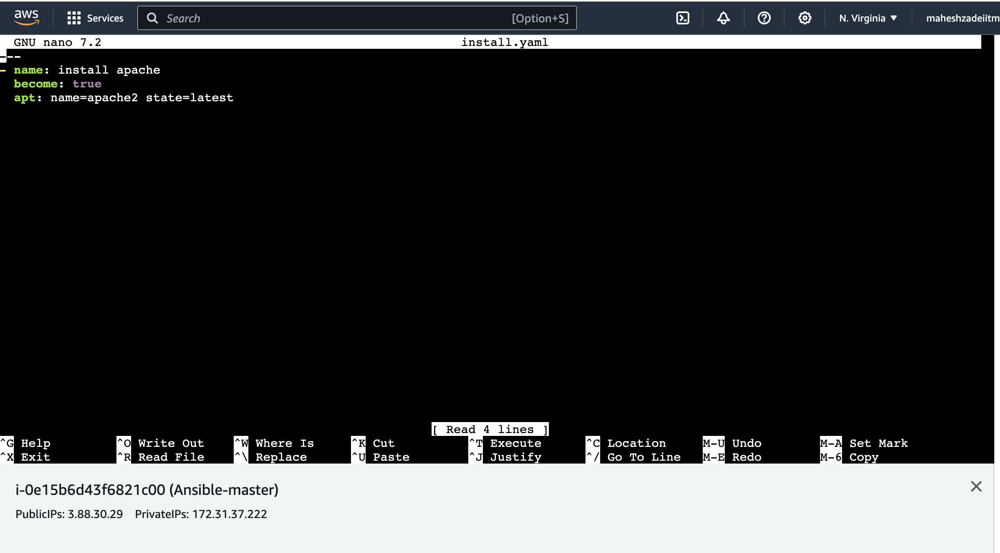 aws Services Search [Option+S] N. Virginia maheshzadeiitm
GNU nano 7.2 install.yaml
---
- name: install apache
  become: true
  apt: name=apache2 state=latest
[ Read 4 lines ]
^G Help ^O Write Out ^W Where Is ^K Cut ^T Execute ^C Location M-U Undo M-A Set Mark
^X Exit ^R Read File ^\ Replace ^U Paste ^J Justify ^/ Go To Line M-E Redo M-6 Copy
i-0e15b6d43f6821c00 (Ansible-master)
PublicIPs: 3.88.30.29 PrivateIPs: 172.31.37.222